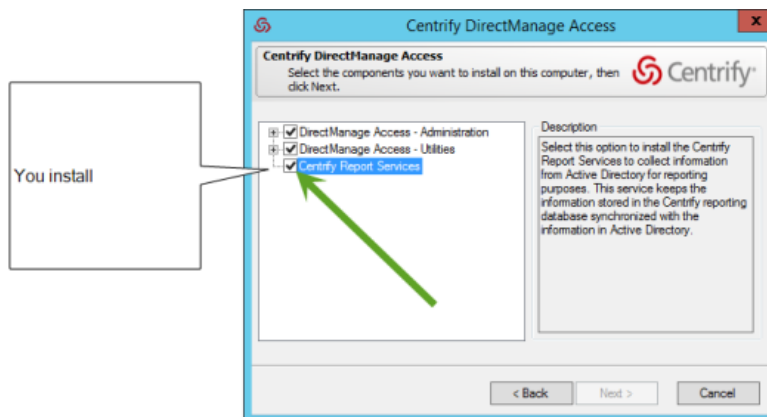 Centrify DirectManage Access
Centrify DirectManage Access
Select the components you want to install on this computer, then
click Next.
Centrify
You install
DirectManage Access - Administration
DirectManage Access - Utilities
Centrify Report Services
Description
Select this option to install the Centrify
Report Services to collect information
from Active Directory for reporting
purposes. This service keeps the
information stored in the Centrify reporting
database synchronized with the
information in Active Directory.
< Back
Next >
Cancel